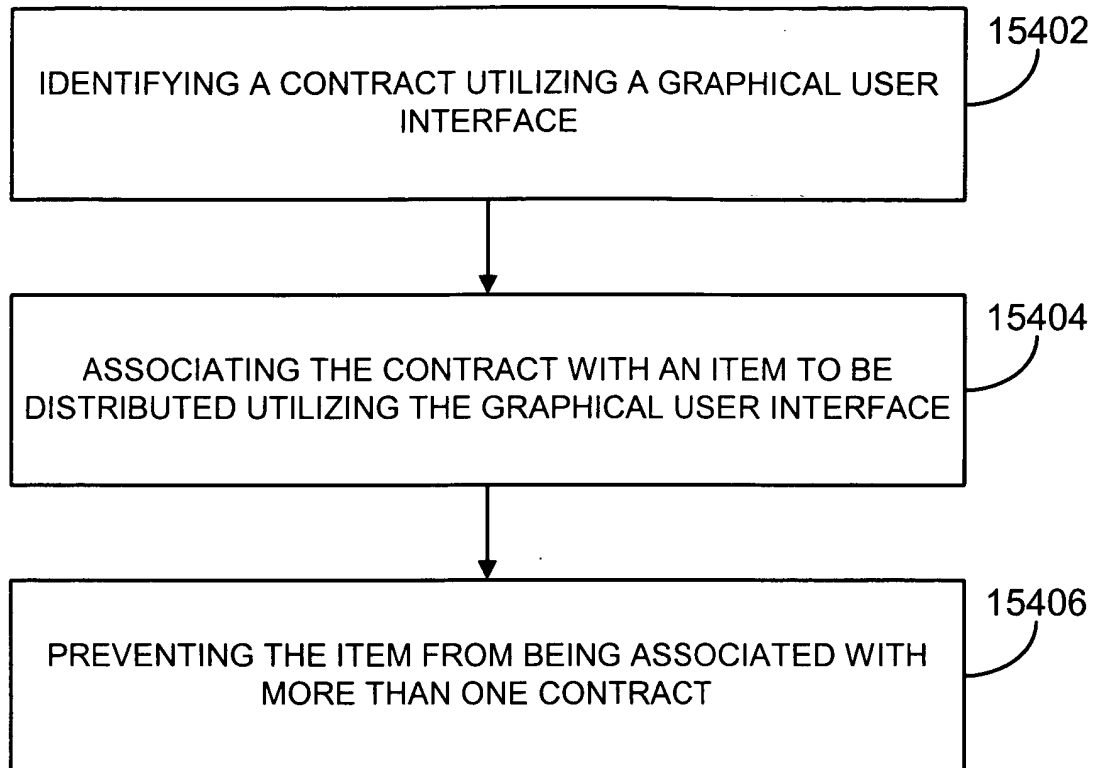 15402
IDENTIFYING A CONTRACT UTILIZING A GRAPHICAL USER
INTERFACE
15404
ASSOCIATING THE CONTRACT WITH AN ITEM TO BE
DISTRIBUTED UTILIZING THE GRAPHICAL USER INTERFACE
15406
PREVENTING THE ITEM FROM BEING ASSOCIATED WITH
MORE THAN ONE CONTRACT